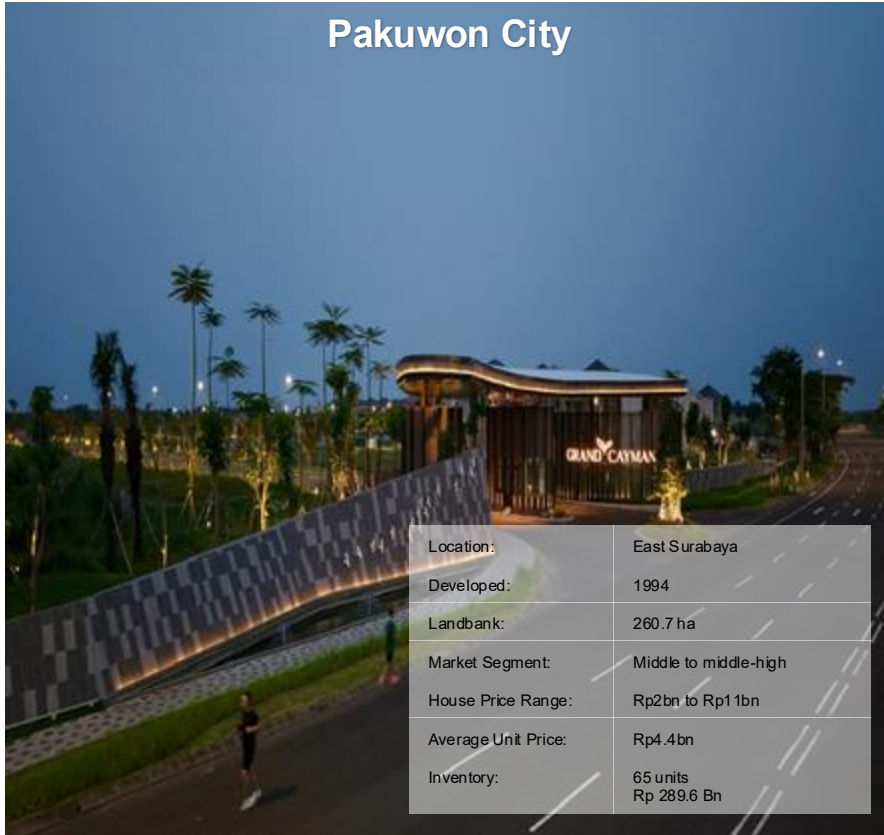 Pakuwon City
GRAND CAYMAN
Location: East Surabaya
Developed: 1994
Landbank: 260.7 ha
Market Segment: Middle to middle-high
House Price Range: Rp2bn to Rp11bn
Average Unit Price: Rp4.4bn
Inventory: 65 units
Rp 289.6 Bn